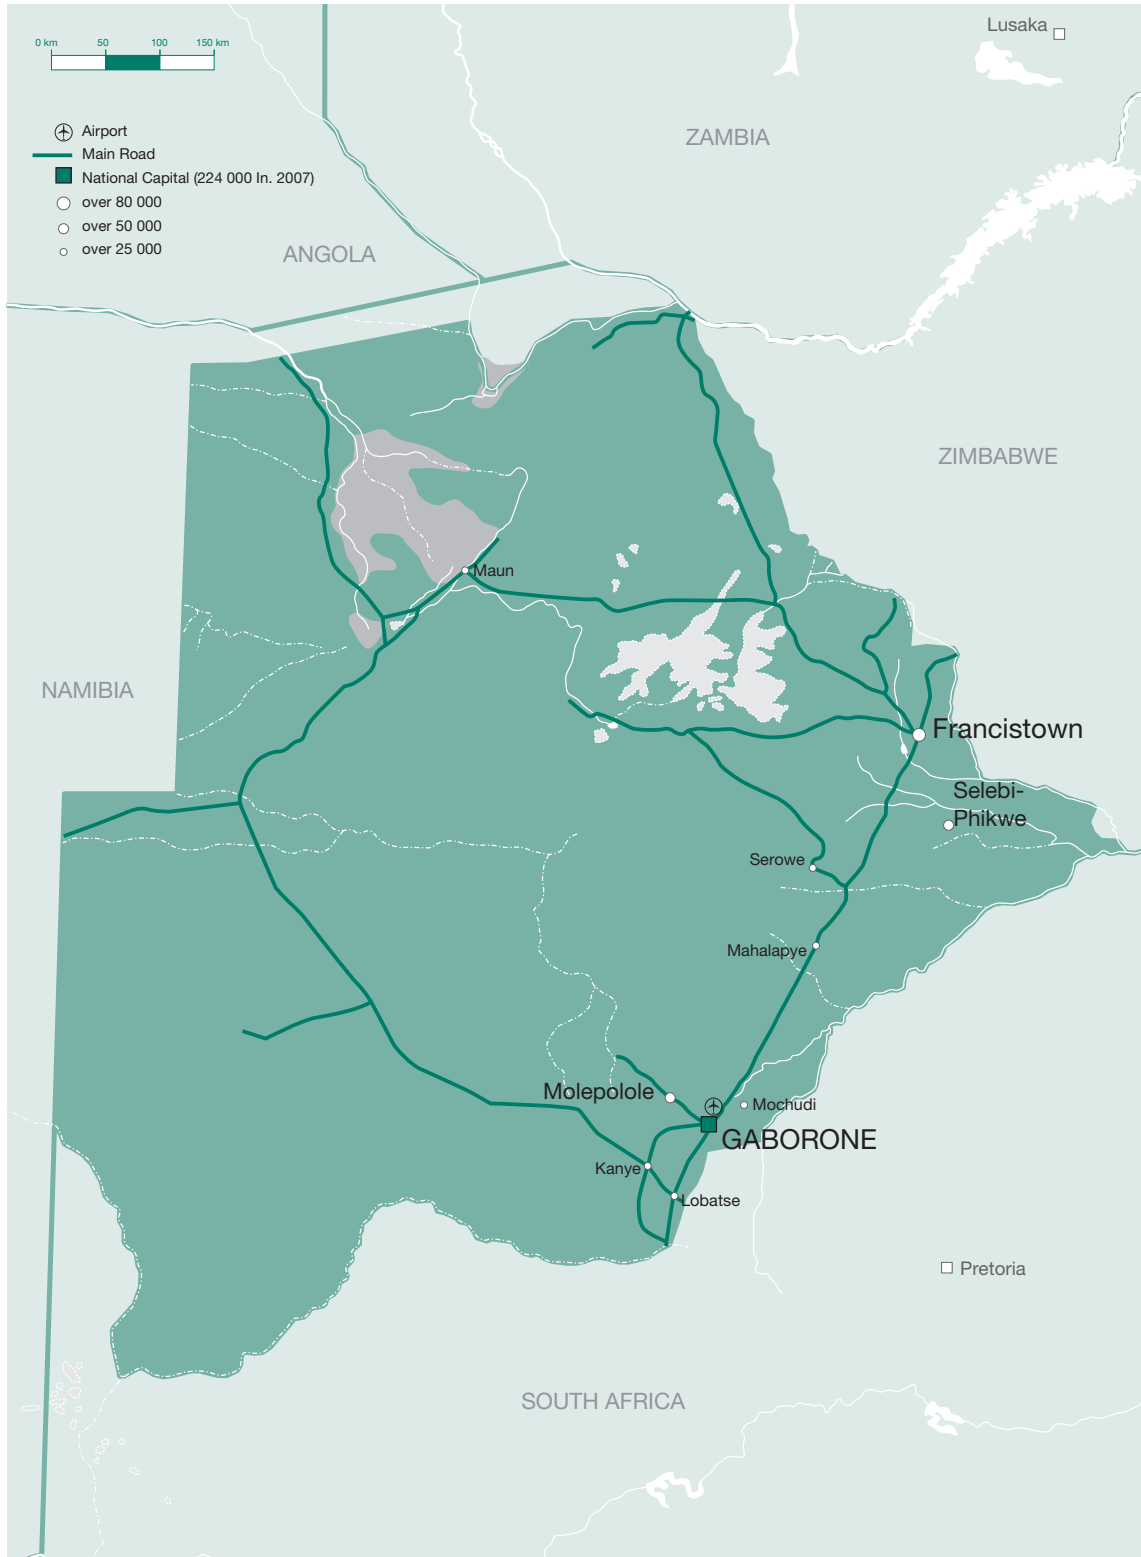 Lusaka
0 km 50 100 150 km
Airport
Main Road
National Capital (224 000 In. 2007)
over 80 000
over 50 000
over 25 000
ZAMBIA
ANGOLA
ZIMBABWE
Maun
NAMIBIA
Francistown
Selebi-
Phikwe
Serowe
Mahalapye
Molepolole
Mochudi
GABORONE
Kanye
Lobatse
Pretoria
SOUTH AFRICA